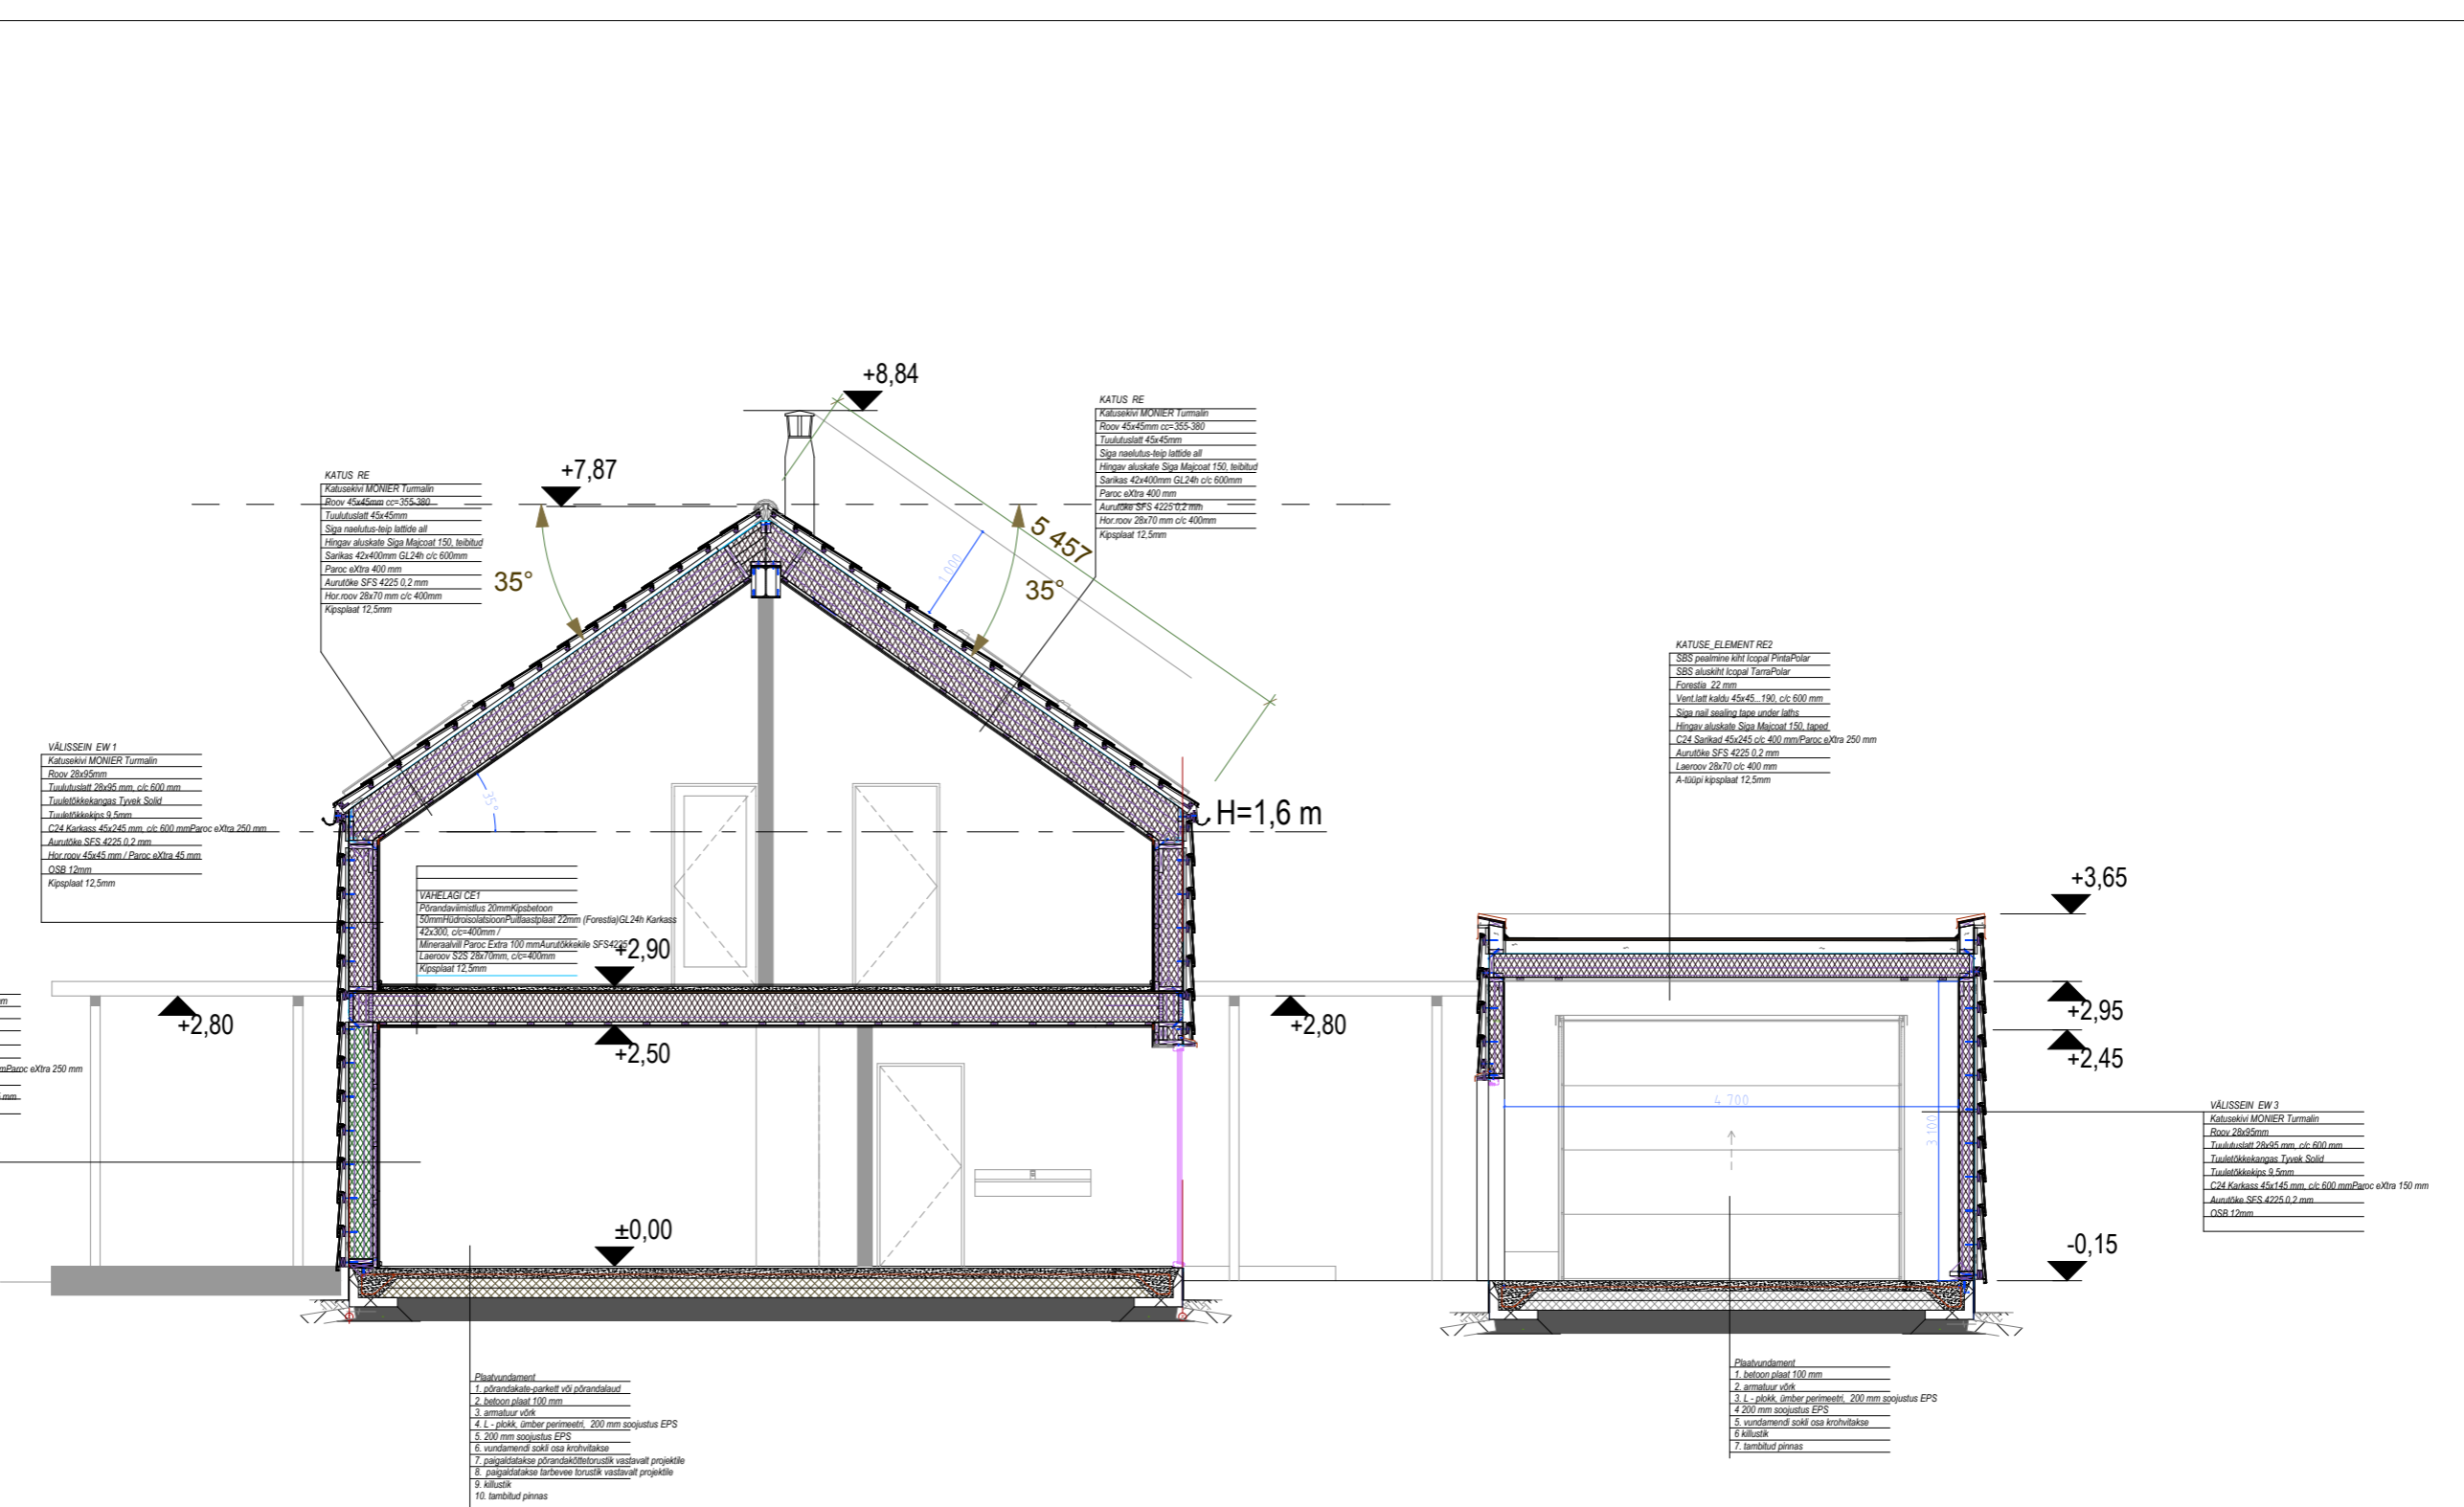 +8,84
KATUS RE
Katusekivi MONIER Turmalin
Roov 45x45mm cc=355-380
Tuulutuslatt 45x45mm
Siga naelutus-teip lattide all
Hingav aluskate Siga Majcoat 150, teibitud
Sarikas 42x400mm GL24h c/c 600mm
Paroc eXtra 400 mm
Aurutõke SFS 4225 0,2 mm
Hor.roov 28x70 mm c/c 400mm
Kipsplaat 12,5mm
+7,87
KATUS RE
Katusekivi MONIER Turmalin
Roov 45x45mm cc=355-380
Tuulutuslatt 45x45mm
Siga naelutus-teip lattide all
Hingav aluskate Siga Majcoat 150, teibitud
Sarikas 42x400mm GL24h c/c 600mm
Paroc eXtra 400 mm
Aurutõke SFS 4225 0,2 mm
Hor.roov 28x70 mm c/c 400mm
Kipsplaat 12,5mm
35°
5 457
1 000
35°
KATUSE_ELEMENT RE2
SBS pealmine kiht Icopal PintaPolar
SBS aluskiht Icopal TarraPolar
Forestia 22 mm
Vent.latt kaldu 45x45...190, c/c 600 mm
Siga nail sealing tape under laths
Hingav aluskate Siga Majcoat 150, taped
C24 Sarikad 45x245 c/c 400 mm/Paroc eXtra 250 mm
Aurutõke SFS 4225 0,2 mm
Laeroov 28x70 c/c 400 mm
A-tüüpi kipsplaat 12,5mm
VÄLISSEIN EW 1
Katusekivi MONIER Turmalin
Roov 28x95mm
Tuulutuslatt 28x95 mm, c/c 600 mm
Tuuletõkkekangas Tyvek Solid
Tuuletõkkekips 9,5mm
C24 Karkass 45x245 mm, c/c 600 mmParoc eXtra 250 mm
Aurutõke SFS 4225 0,2 mm
Hor.roov 45x45 mm / Paroc eXtra 45 mm
OSB 12mm
Kipsplaat 12,5mm
35°
H=1,6 m
VAHELAGI CE1
Põrandaviimistlus 20mmKipsbetoon
50mmHüdroisolatsioonPuitlaastplaat 22mm (Forestia)GL24h Karkass
42x300, c/c=400mm /
Mineraalvill Paroc Extra 100 mmAurutõkkekile SFS4225
Laeroov S2S 28x70mm, c/c=400mm
Kipsplaat 12,5mm
+2,90
+3,65
+2,80
+2,50
+2,80
+2,95
+2,45
mParoc eXtra 250 mm
mm
4 700
3 100
VÄLISSEIN EW 3
Katusekivi MONIER Turmalin
Roov 28x95mm
Tuulutuslatt 28x95 mm, c/c 600 mm
Tuuletõkkekangas Tyvek Solid
Tuuletõkkekips 9,5mm
C24 Karkass 45x145 mm, c/c 600 mmParoc eXtra 150 mm
Aurutõke SFS 4225 0,2 mm
OSB 12mm
±0,00
-0,15
Plaatvundament
1. põrandakate-parkett või põrandalaud
2. betoon plaat 100 mm
3. armatuur võrk
4. L - plokk, ümber perimeetri, 200 mm soojustus EPS
5. 200 mm soojustus EPS
6. vundamendi sokli osa krohvitakse
7. paigaldatakse põrandaküttetorustik vastavalt projektile
8. paigaldatakse tarbevee torustik vastavalt projektile
9. killustik
10. tambitud pinnas
Plaatvundament
1. betoon plaat 100 mm
2. armatuur võrk
3. L - plokk, ümber perimeetri, 200 mm soojustus EPS
4 200 mm soojustus EPS
5. vundamendi sokli osa krohvitakse
6 killustik
7. tambitud pinnas